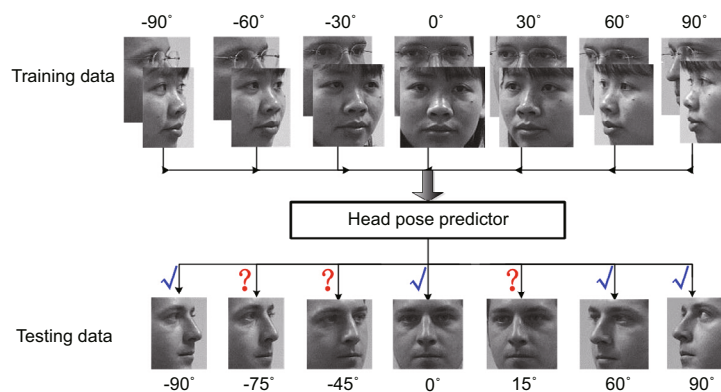 -90° -60° -30° 0° 30° 60° 90°
Training data
Head pose predictor
√ ? ? √ ? √ √
Testing data
-90° -75° -45° 0° 15° 60° 90°